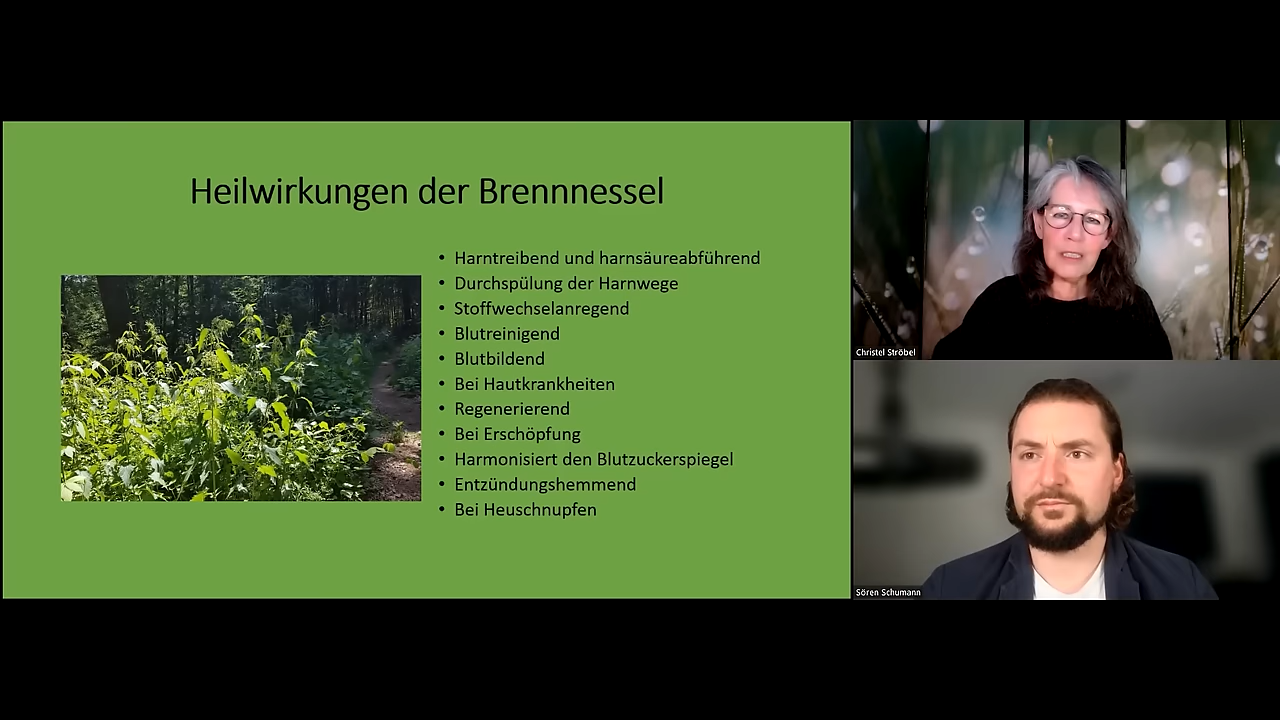 Heilwirkungen der Brennnessel
• Harntreibend und harnsäureabführend
• Durchspülung der Harnwege
• Stoffwechselanregend
• Blutreinigend
• Blutbildend
• Bei Hautkrankheiten
• Regenerierend
• Bei Erschöpfung
• Harmonisiert den Blutzuckerspiegel
• Entzündungshemmend
• Bei Heuschnupfen
Christel Ströbel
Sören Schumann